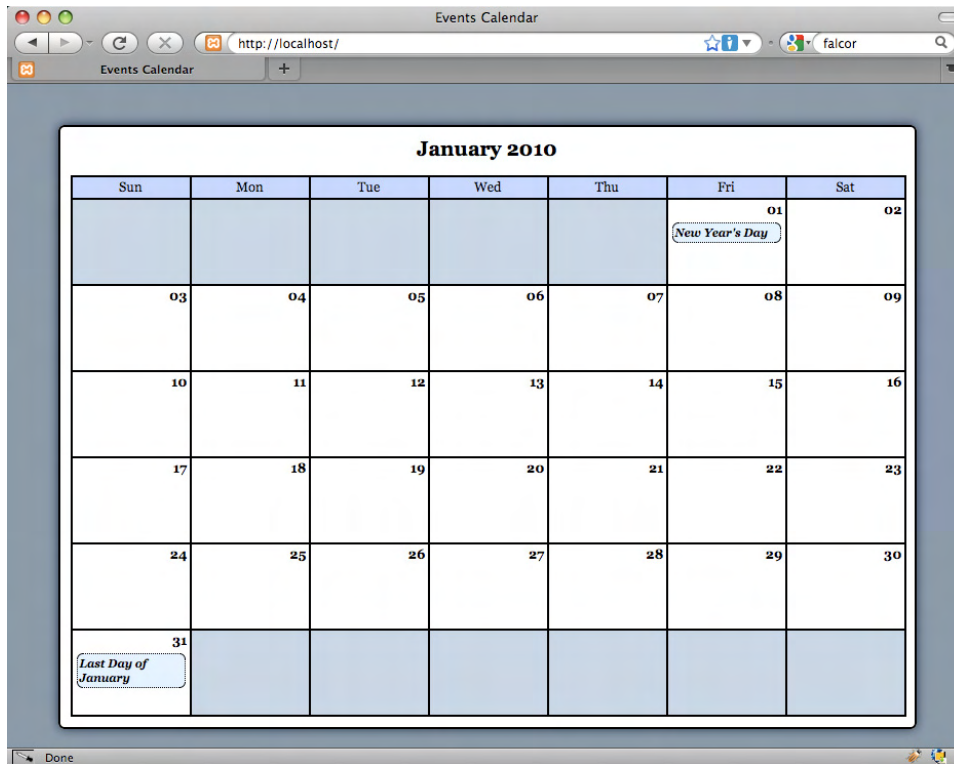 Events Calendar
http://localhost/
falcor
Events Calendar
+
January 2010
Sun Mon Tue Wed Thu Fri Sat
01 02
New Year's Day
03 04 05 06 07 08 09
10 11 12 13 14 15 16
17 18 19 20 21 22 23
24 25 26 27 28 29 30
31
Last Day of
January
Done